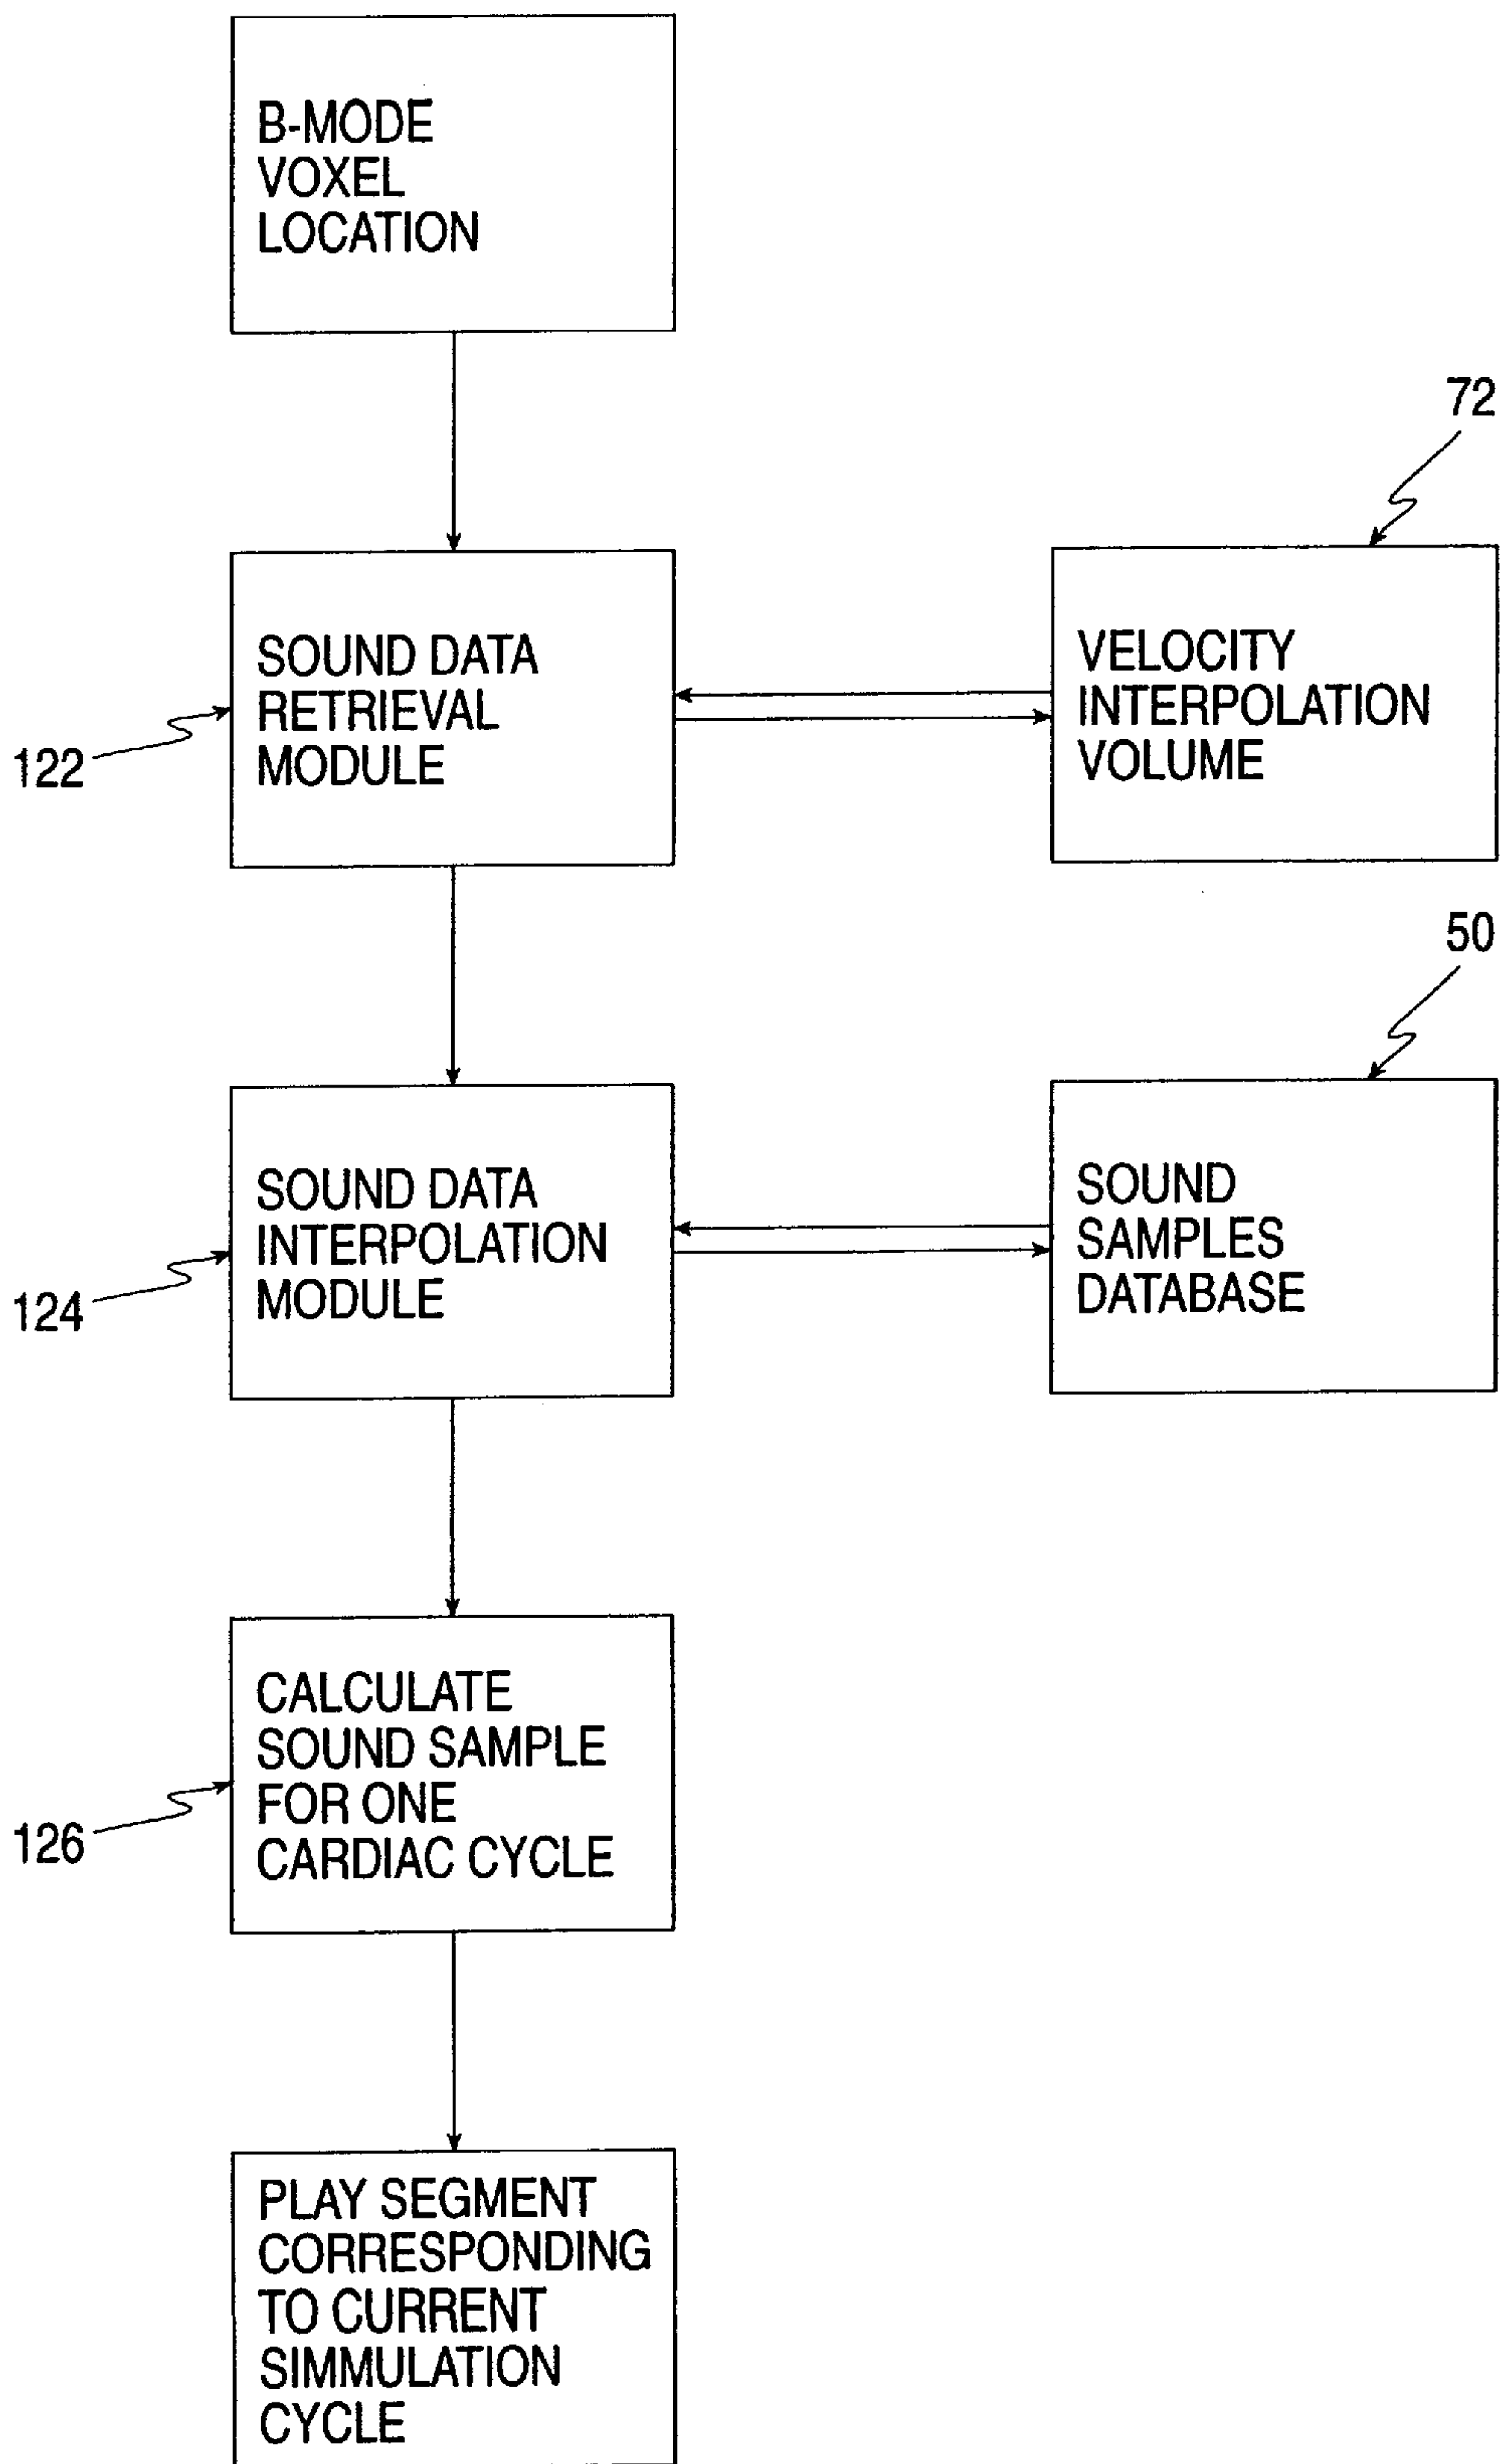 B-MODE
VOXEL
LOCATION
72
SOUND DATA
RETRIEVAL
MODULE
122
VELOCITY
INTERPOLATION
VOLUME
50
SOUND DATA
INTERPOLATION
MODULE
124
SOUND
SAMPLES
DATABASE
CALCULATE
SOUND SAMPLE
FOR ONE
CARDIAC CYCLE
126
PLAY SEGMENT
CORRESPONDING
TO CURRENT
SIMMULATION
CYCLE